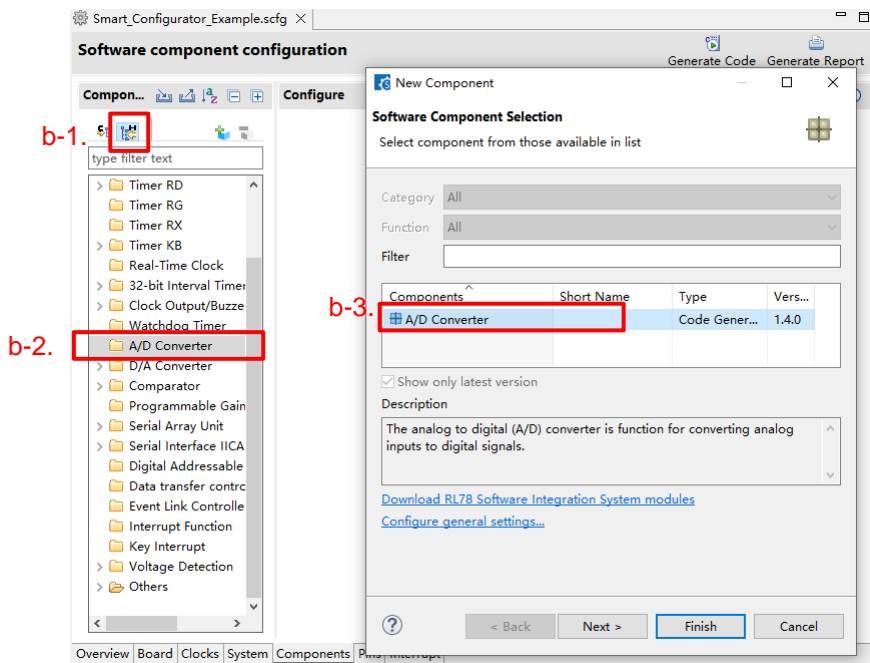 Smart_Configurator_Example.scfg
Software component configuration
Generate Code Generate Report
Compon...
Configure
b-1.
type filter text
Timer RD
Timer RG
Timer RX
Timer KB
Real-Time Clock
32-bit Interval Timer
Clock Output/Buzze
Watchdog Timer
b-2.
A/D Converter
D/A Converter
Comparator
Programmable Gain
Serial Array Unit
Serial Interface IICA
Digital Addressable
Data transfer contrc
Event Link Controlle
Interrupt Function
Key Interrupt
Voltage Detection
Others
New Component
Software Component Selection
Select component from those available in list
Category All
Function All
Filter
Components Short Name Type Vers...
b-3.
A/D Converter Code Gener... 1.4.0
Show only latest version
Description
The analog to digital (A/D) converter is function for converting analog
inputs to digital signals.
Download RL78 Software Integration System modules
Configure general settings...
< Back Next > Finish Cancel
Overview Board Clocks System Components Pins Interrupt